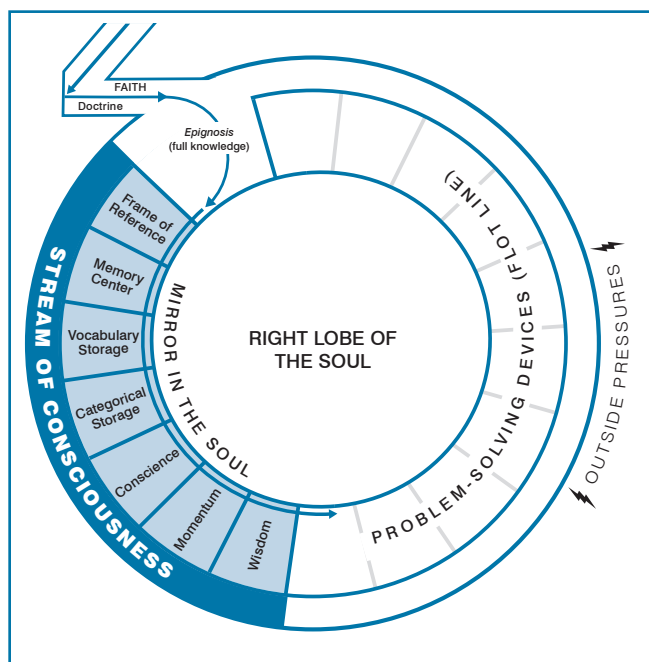 FAITH
Doctrine
Epignosis
(full knowledge)
Frame of
Reference
Memory
Center
Vocabulary
Storage
Categorical
Storage
Conscience
Momentum
Wisdom
STREAM OF CONSCIOUSNESS
MIRROR IN THE SOUL
RIGHT LOBE OF
THE SOUL
PROBLEM-SOLVING DEVICES (FLOT LINE)
OUTSIDE PRESSURES